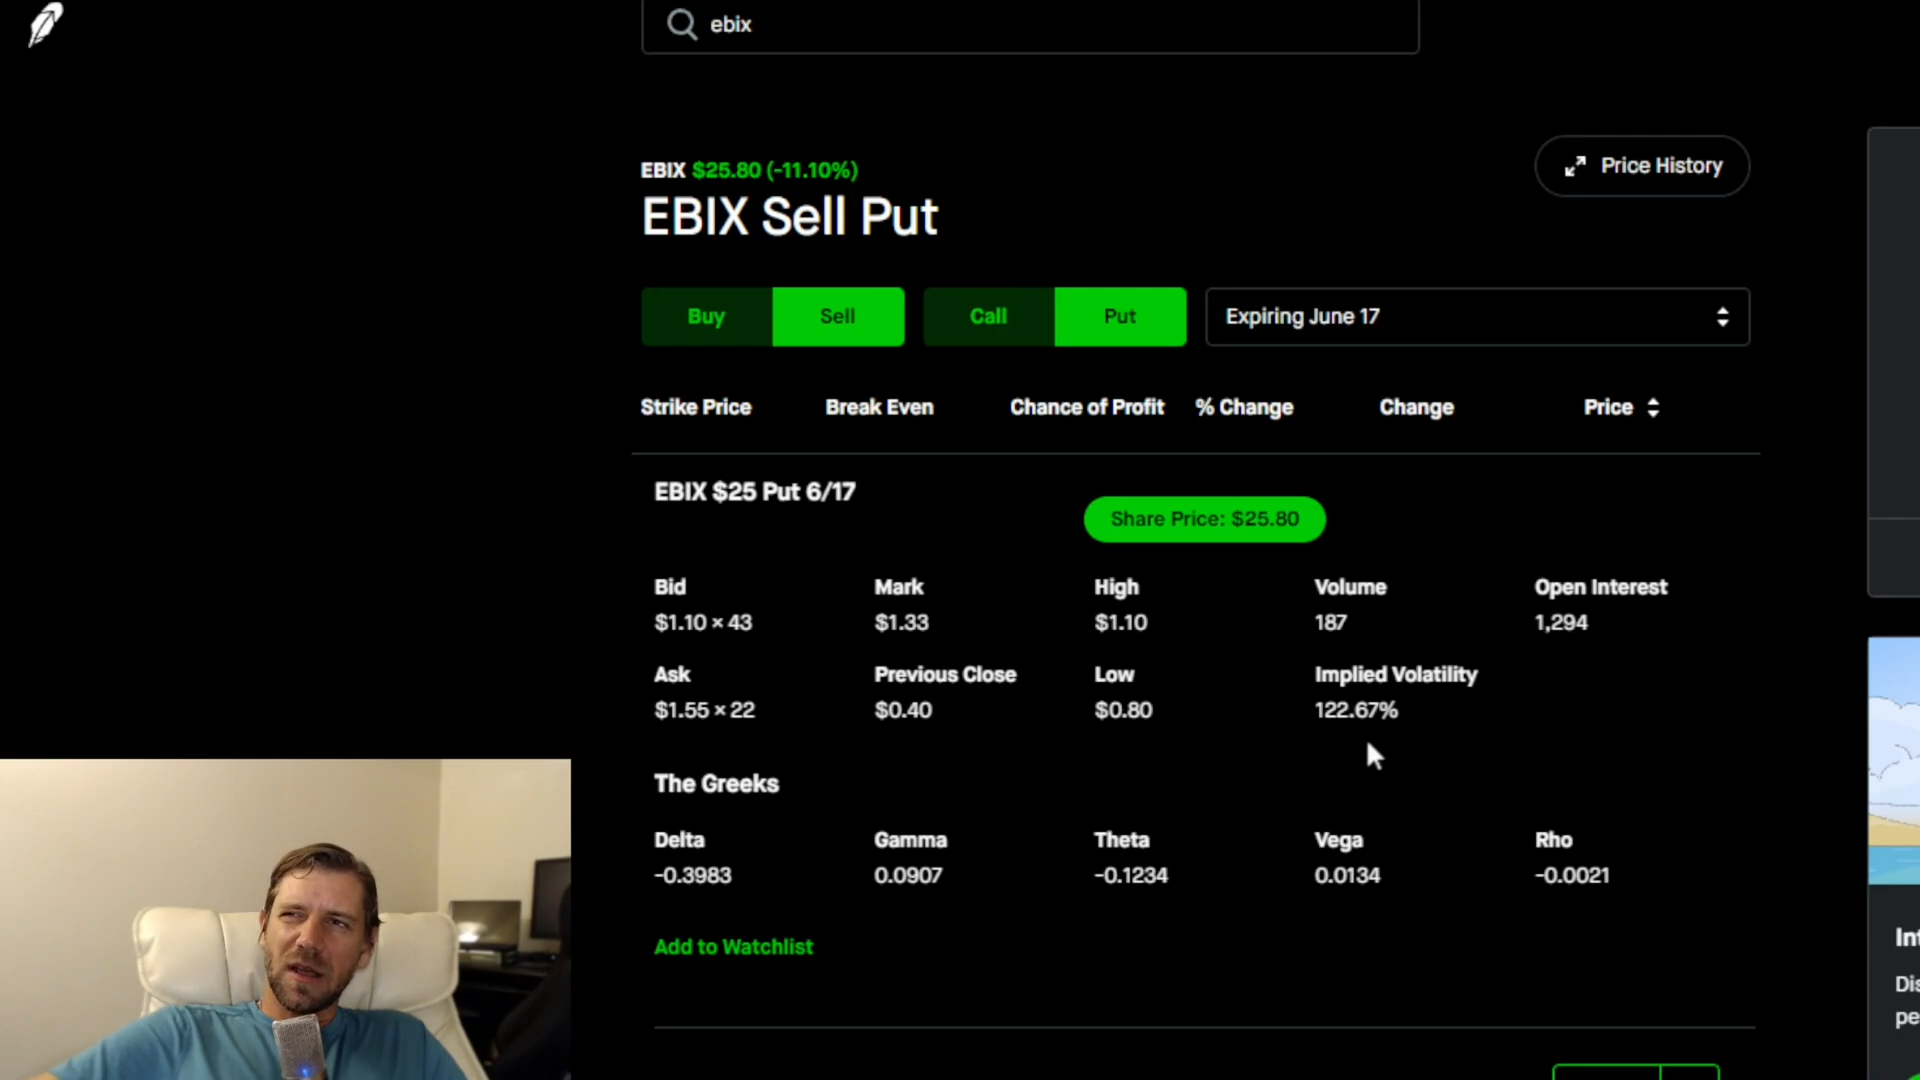 ebix
EBIX $25.80 (-11.10%)
Price History
EBIX Sell Put
Buy Sell Call Put Expiring June 17
Strike Price Break Even Chance of Profit % Change Change Price
EBIX $25 Put 6/17
Share Price: $25.80
Bid Mark High Volume Open Interest
$1.10 × 43 $1.33 $1.10 187 1,294
Ask Previous Close Low Implied Volatility
$1.55 × 22 $0.40 $0.80 122.67%
The Greeks
Delta Gamma Theta Vega Rho
-0.3983 0.0907 -0.1234 0.0134 -0.0021
Add to Watchlist